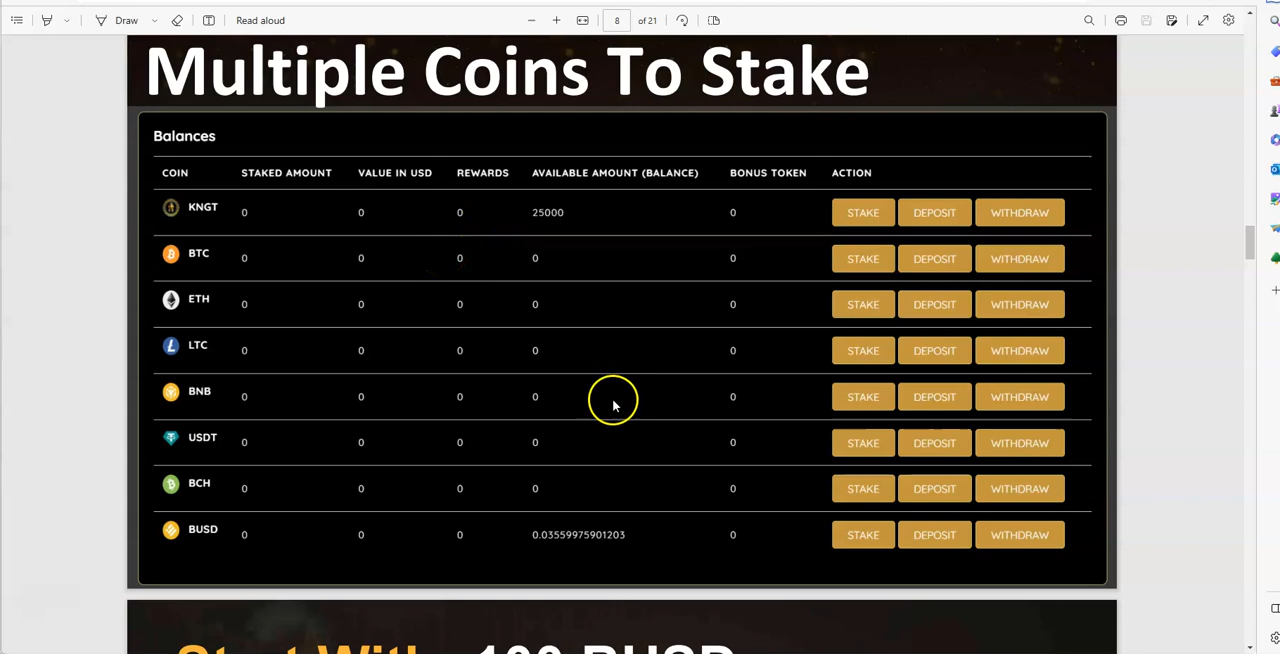 Draw
Read aloud
8
of 21
Multiple Coins To Stake
Balances
COIN STAKED AMOUNT VALUE IN USD REWARDS AVAILABLE AMOUNT (BALANCE) BONUS TOKEN ACTION
KNGT 0 0 0 25000 0 STAKE DEPOSIT WITHDRAW
BTC 0 0 0 0 0 STAKE DEPOSIT WITHDRAW
ETH 0 0 0 0 0 STAKE DEPOSIT WITHDRAW
LTC 0 0 0 0 0 STAKE DEPOSIT WITHDRAW
BNB 0 0 0 0 0 STAKE DEPOSIT WITHDRAW
USDT 0 0 0 0 0 STAKE DEPOSIT WITHDRAW
BCH 0 0 0 0 0 STAKE DEPOSIT WITHDRAW
BUSD 0 0 0 0.03559975901203 0 STAKE DEPOSIT WITHDRAW
Start With 100 BUSD